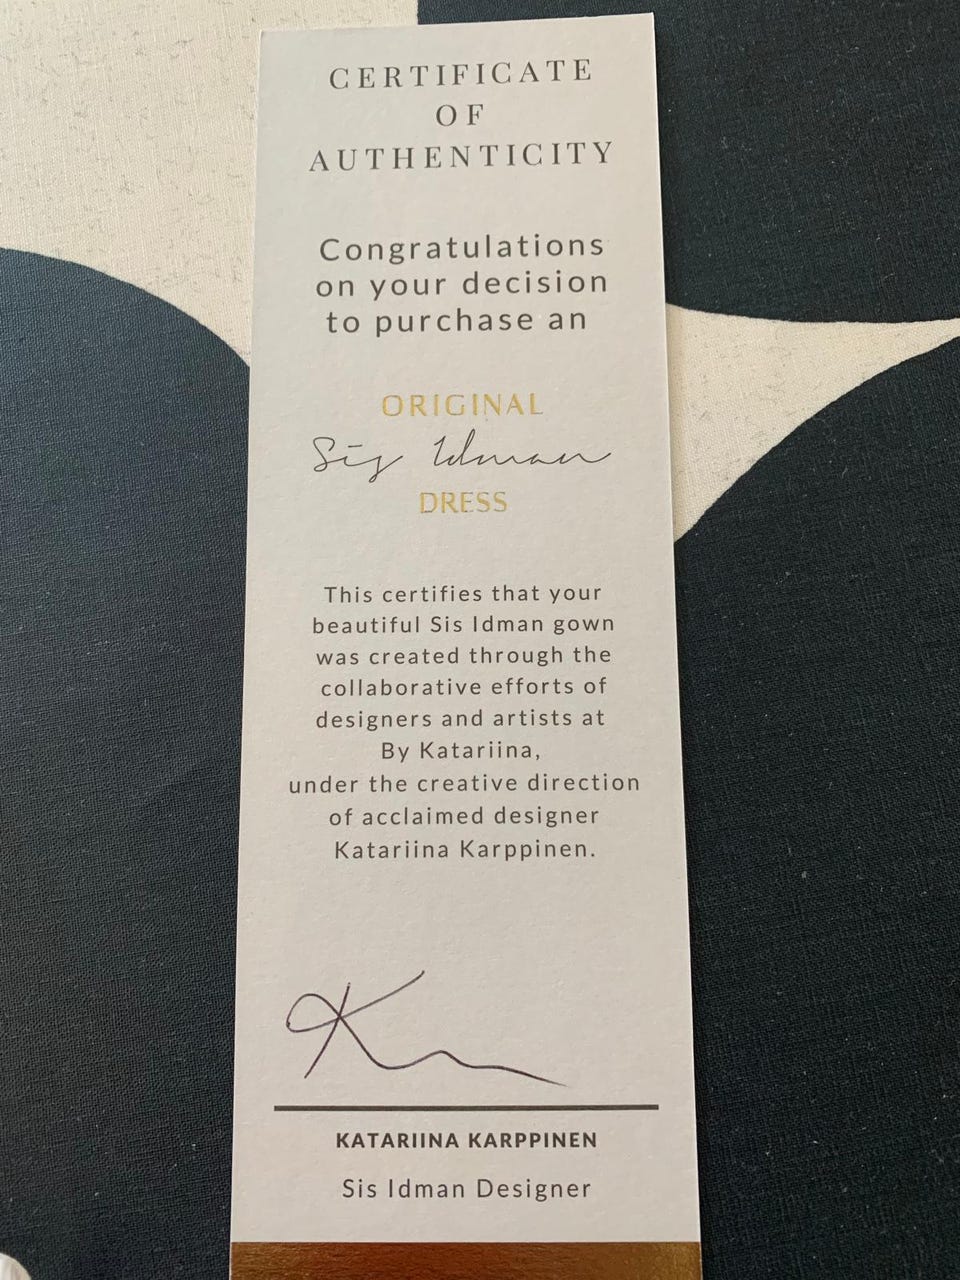 CERTIFICATE
OF
AUTHENTICITY
Congratulations
on your decision
to purchase an
ORIGINAL
Sis Idman
DRESS
This certifies that your
beautiful Sis Idman gown
was created through the
collaborative efforts of
designers and artists at
By Katariina,
under the creative direction
of acclaimed designer
Katariina Karppinen.
KATARIINA KARPPINEN
Sis Idman Designer